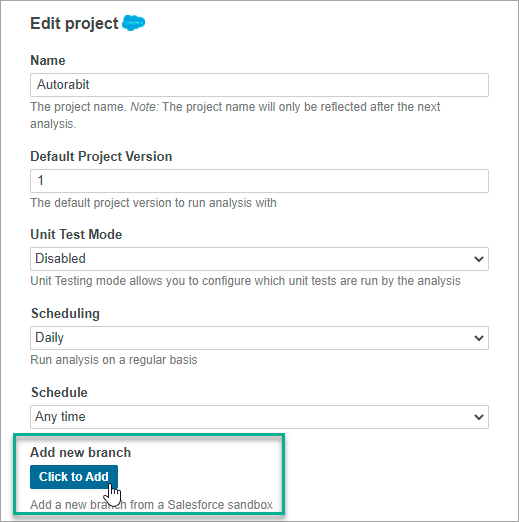 Edit project
Name
Autorabit
The project name. Note: The project name will only be reflected after the next
analysis.
Default Project Version
1
The default project version to run analysis with
Unit Test Mode
Disabled
Unit Testing mode allows you to configure which unit tests are run by the analysis
Scheduling
Daily
Run analysis on a regular basis
Schedule
Any time
Add new branch
Click to Add
Add a new branch from a Salesforce sandbox